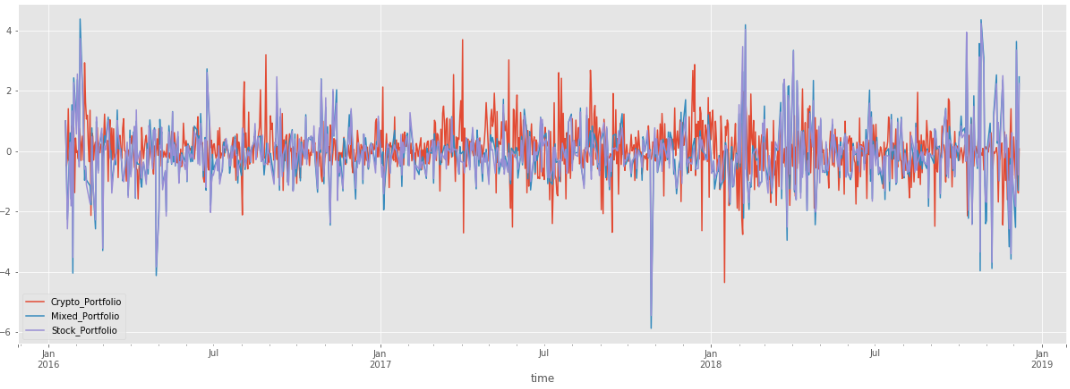 4
2
0
−2
−4
−6
Crypto_Portfolio
Mixed_Portfolio
Stock_Portfolio
Jan
2016
Jul
Jan
2017
Jul
Jan
2018
Jul
Jan
2019
time